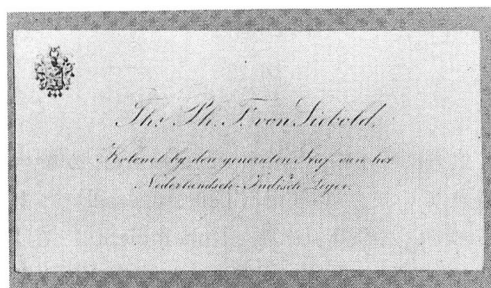 Jhr. Ph. F. von Siebold.
Kolonel by den generalen Staf van het
Nederlandsch-Indisch Leger.